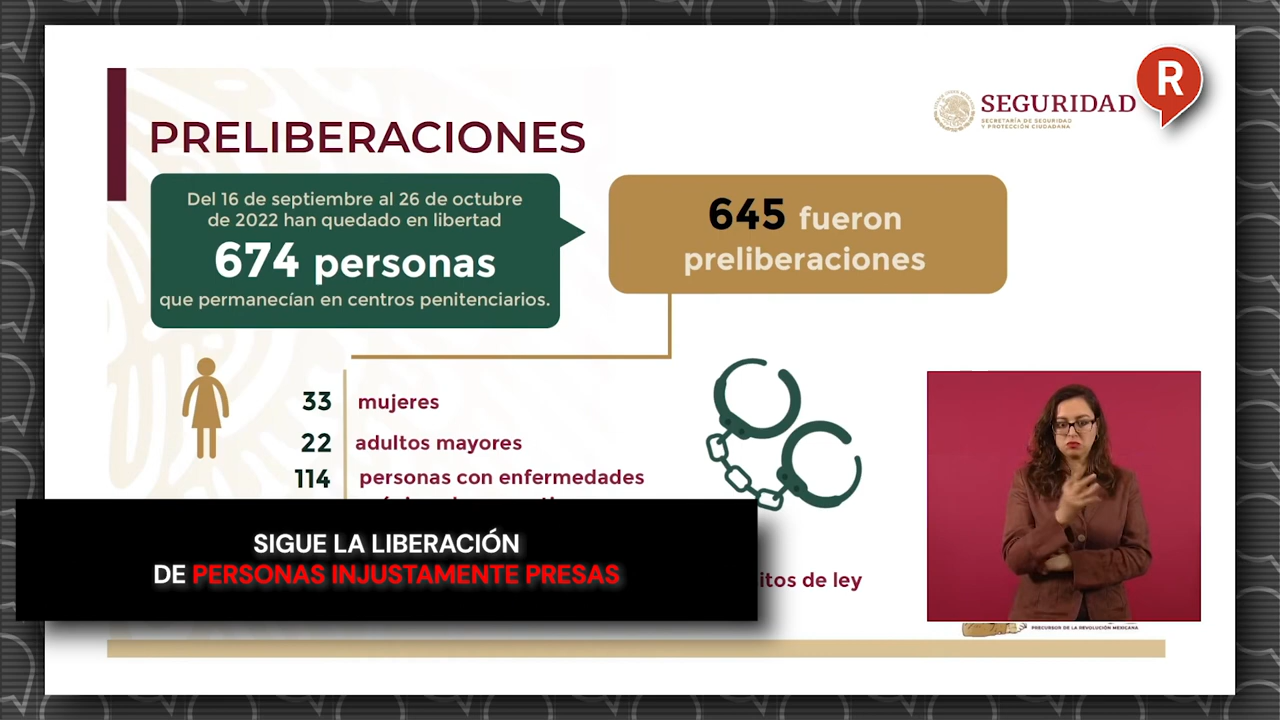 R
SEGURIDAD
SECRETARÍA DE SEGURIDAD
Y PROTECCIÓN CIUDADANA
PRELIBERACIONES
Del 16 de septiembre al 26 de octubre
de 2022 han quedado en libertad
674 personas
que permanecían en centros penitenciarios.
645 fueron
preliberaciones
33 mujeres
22 adultos mayores
114 personas con enfermedades
SIGUE LA LIBERACIÓN
DE PERSONAS INJUSTAMENTE PRESAS
itos de ley
PRECURSOR DE LA REVOLUCIÓN MEXICANA